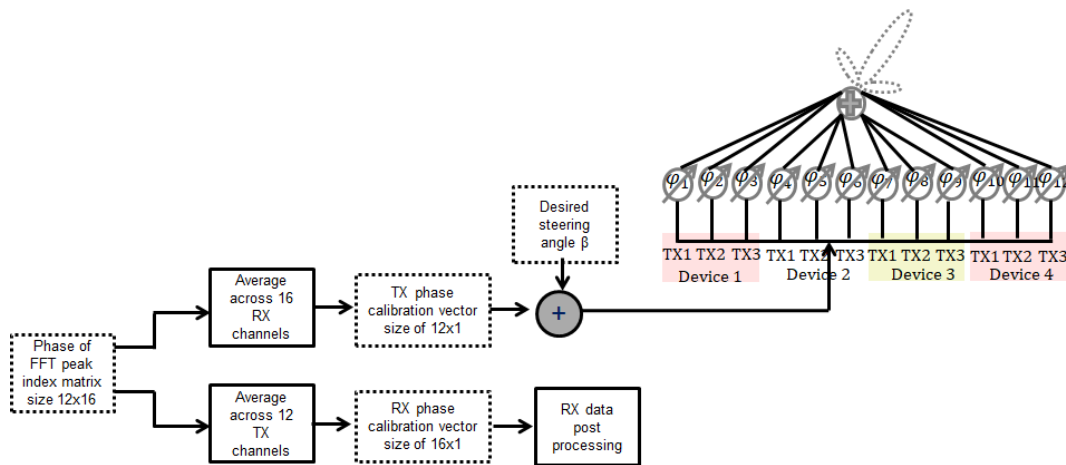 φ1 φ2 φ3 φ4 φ5 φ6 φ7 φ8 φ9 φ10 φ11 φ12
TX1 TX2 TX3 TX1 TX2 TX3 TX1 TX2 TX3 TX1 TX2 TX3
Device 1 Device 2 Device 3 Device 4
Desired
steering
angle β
+
Phase of
FFT peak
index matrix
size 12x16
Average
across 16
RX
channels
TX phase
calibration vector
size of 12x1
Average
across 12
TX
channels
RX phase
calibration vector
size of 16x1
RX data
post
processing